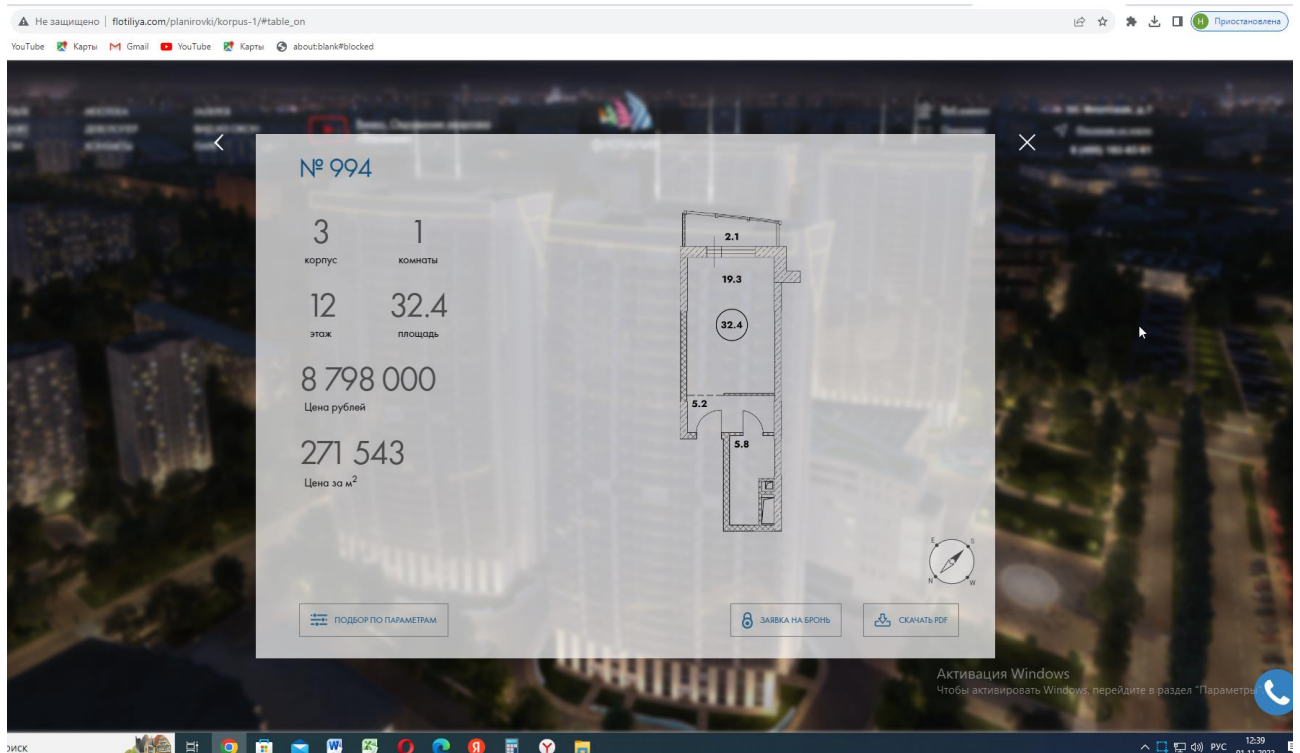 Не защищено | flotiliya.com/planirovki/korpus-1/#table_on
Н Приостановлена
YouTube Карты Gmail YouTube Карты about:blank#blocked
№ 994
3 1
корпус комнаты
12 32.4
этаж площадь
8 798 000
Цена рублей
271 543
Цена за м2
2.1
19.3
32.4
5.2
5.8
E S
N W
ПОДБОР ПО ПАРАМЕТРАМ
ЗАЯВКА НА БРОНЬ
СКАЧАТЬ PDF
Активация Windows
Чтобы активировать Windows, перейдите в раздел "Параметры
РУС
12:39
01.11.2023